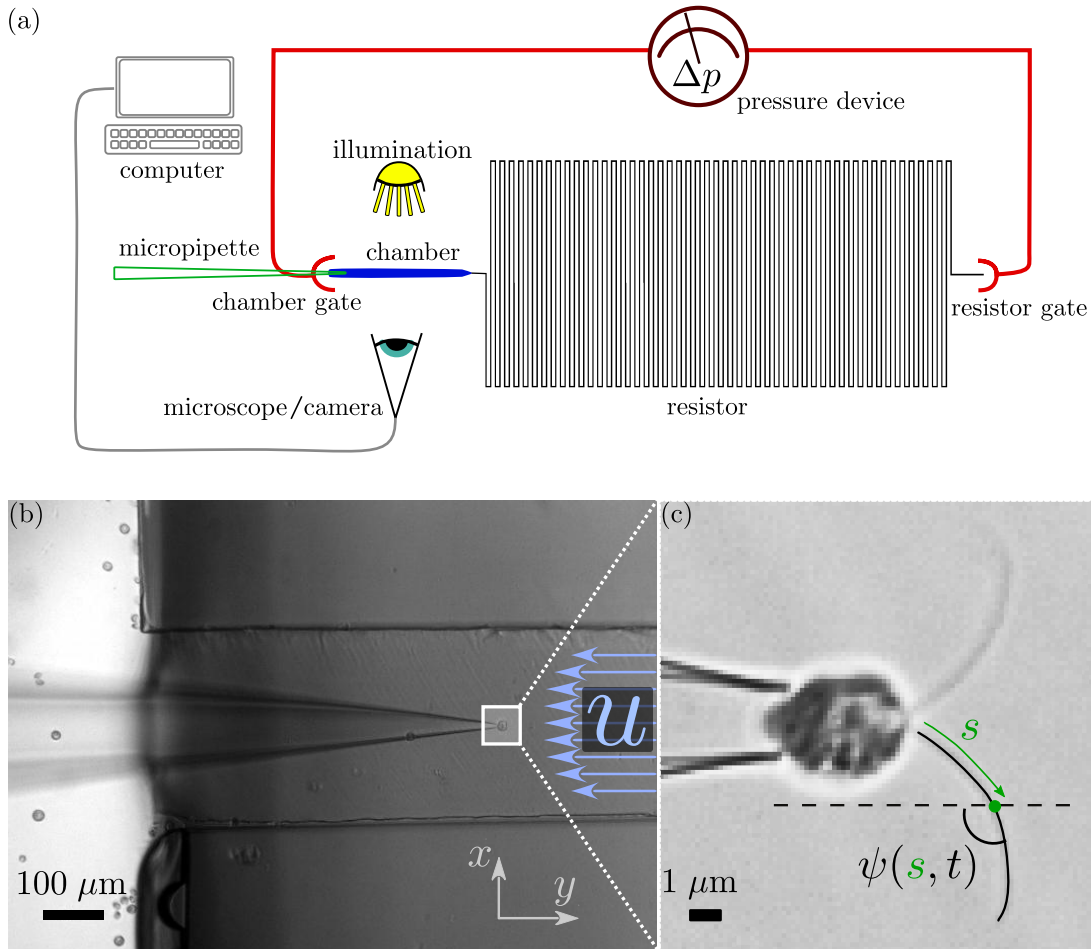 (a)
Δp
pressure device
computer
illumination
micropipette
chamber
chamber gate
resistor gate
microscope/camera
resistor
(b)
u
x
y
100 μm
(c)
s
ψ(s, t)
1 μm